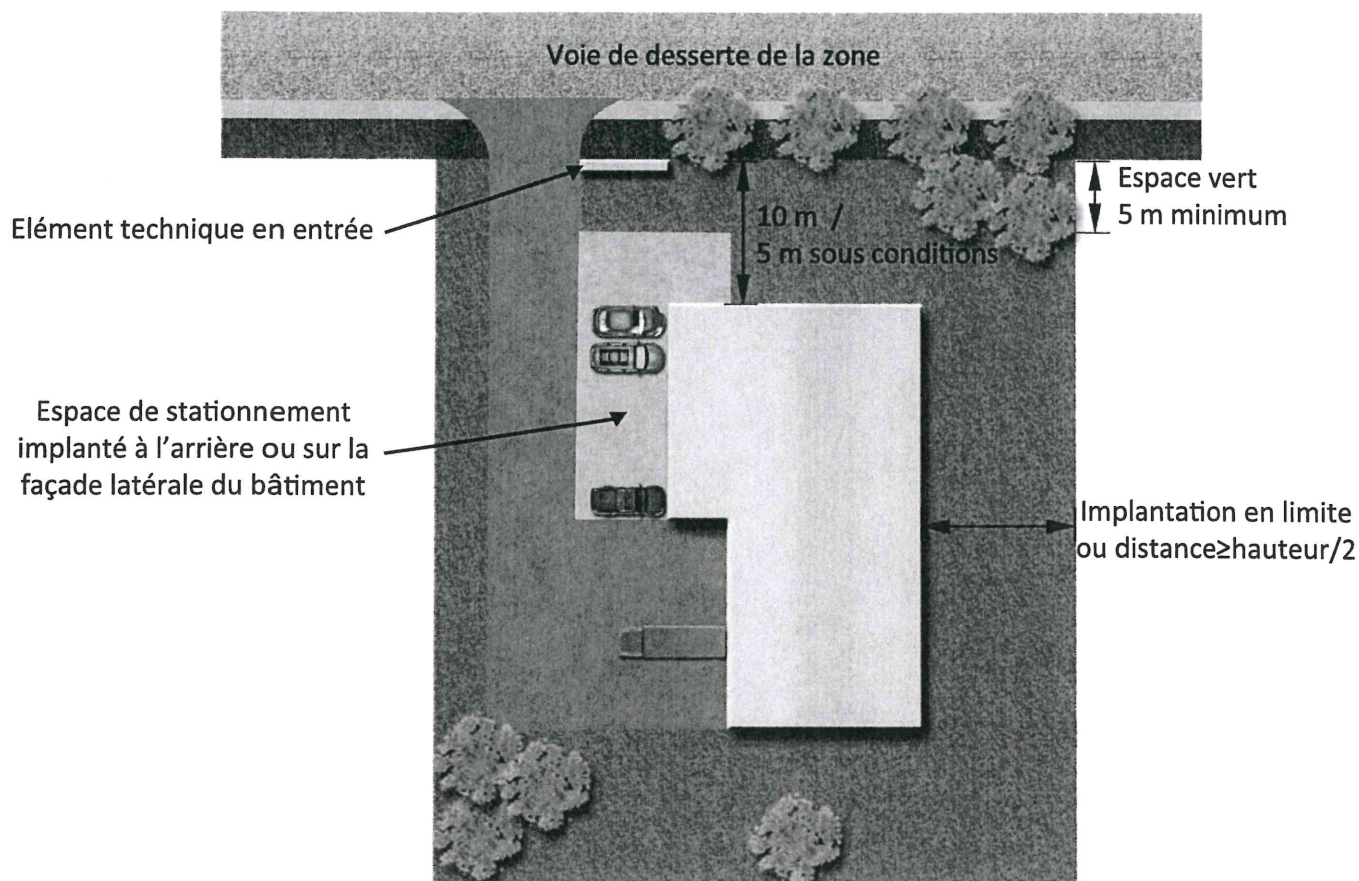 Voie de desserte de la zone
Elément technique en entrée
10 m /
5 m sous conditions
Espace vert
5 m minimum
Espace de stationnement
implanté à l'arrière ou sur la
façade latérale du bâtiment
Implantation en limite
ou distance≥hauteur/2